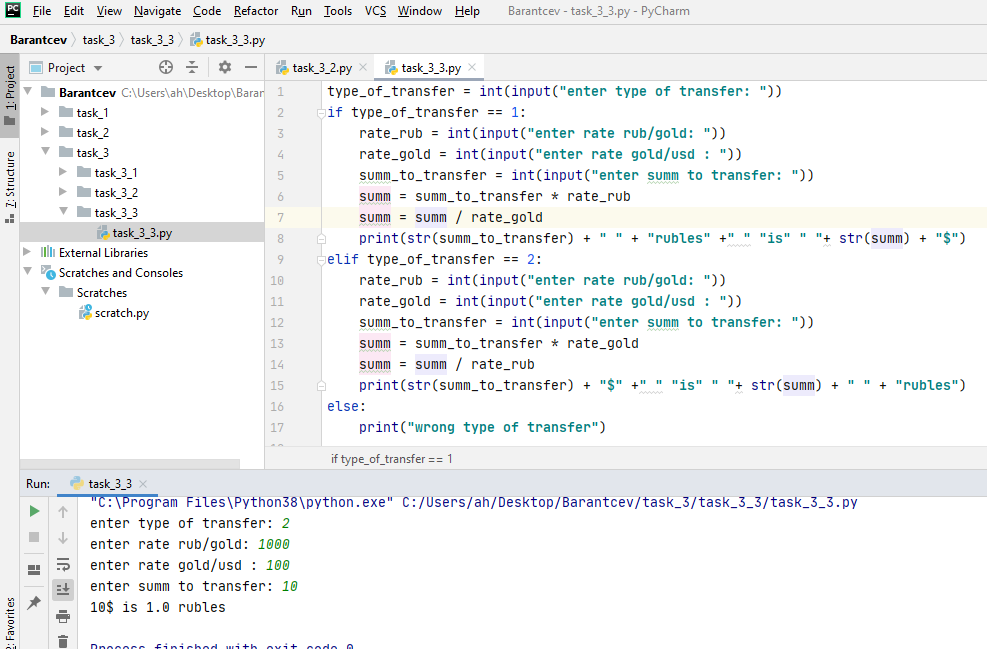 PC File Edit View Navigate Code Refactor Run Tools VCS Window Help Barantcev - task_3_3.py - PyCharm
Barantcev task_3 task_3_3 task_3_3.py
1: Project
Z: Structure
2: Favorites
Project
Barantcev C:\Users\ah\Desktop\Baran
task_1
task_2
task_3
task_3_1
task_3_2
task_3_3
task_3_3.py
External Libraries
Scratches and Consoles
Scratches
scratch.py
task_3_2.py task_3_3.py
1 type_of_transfer = int(input("enter type of transfer: "))
2 if type_of_transfer == 1:
3 rate_rub = int(input("enter rate rub/gold: "))
4 rate_gold = int(input("enter rate gold/usd : "))
5 summ_to_transfer = int(input("enter summ to transfer: "))
6 summ = summ_to_transfer * rate_rub
7 summ = summ / rate_gold
8 print(str(summ_to_transfer) + " " + "rubles" +" " "is" " "+ str(summ) + "$")
9 elif type_of_transfer == 2:
10 rate_rub = int(input("enter rate rub/gold: "))
11 rate_gold = int(input("enter rate gold/usd : "))
12 summ_to_transfer = int(input("enter summ to transfer: "))
13 summ = summ_to_transfer * rate_gold
14 summ = summ / rate_rub
15 print(str(summ_to_transfer) + "$" +" " "is" " "+ str(summ) + " " + "rubles")
16 else:
17 print("wrong type of transfer")
if type_of_transfer == 1
Run: task_3_3
"C:\Program Files\Python38\python.exe" C:/Users/ah/Desktop/Barantcev/task_3/task_3_3/task_3_3.py
enter type of transfer: 2
enter rate rub/gold: 1000
enter rate gold/usd : 100
enter summ to transfer: 10
10$ is 1.0 rubles
Process finished with exit code 0